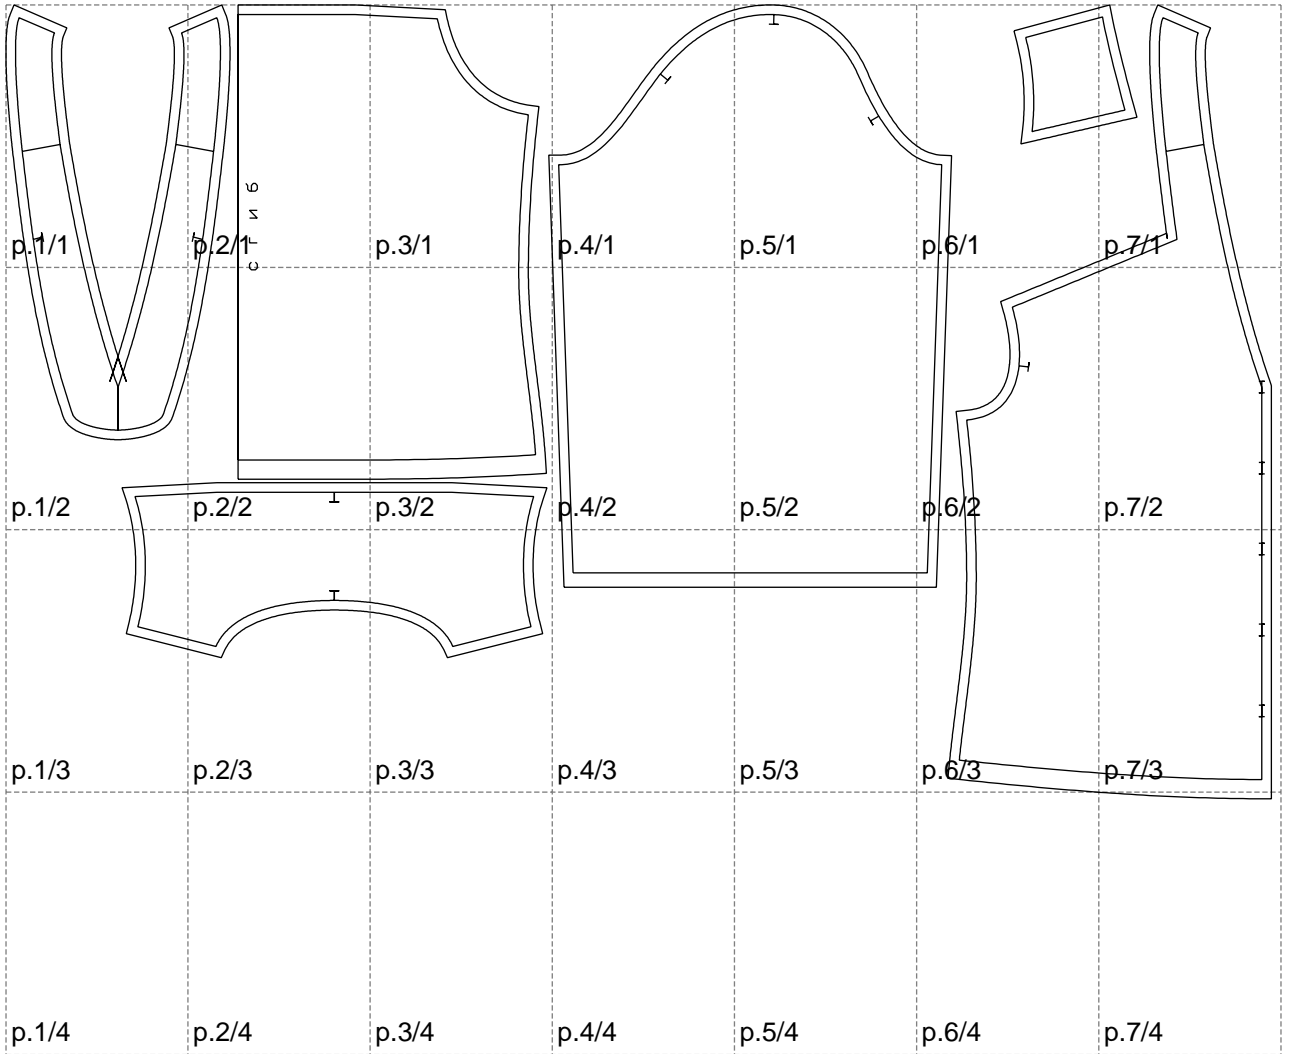 p.1/1 p.2/1 p.3/1 p.4/1 p.5/1 p.6/1 p.7/1
сгиб
p.1/2 p.2/2 p.3/2 p.4/2 p.5/2 p.6/2 p.7/2
p.1/3 p.2/3 p.3/3 p.4/3 p.5/3 p.6/3 p.7/3
p.1/4 p.2/4 p.3/4 p.4/4 p.5/4 p.6/4 p.7/4